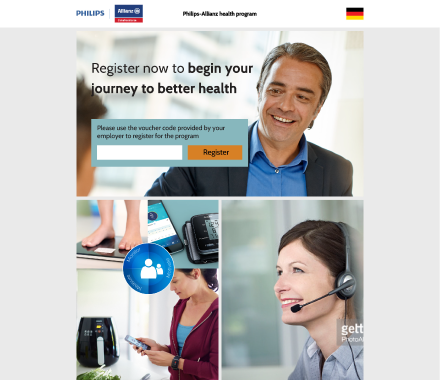 PHILIPS
Allianz
Philips-Allianz health program
Register now to begin your
journey to better health
Please use the voucher code provided by your
employer to register for the program
Register
gett
PhotoAl